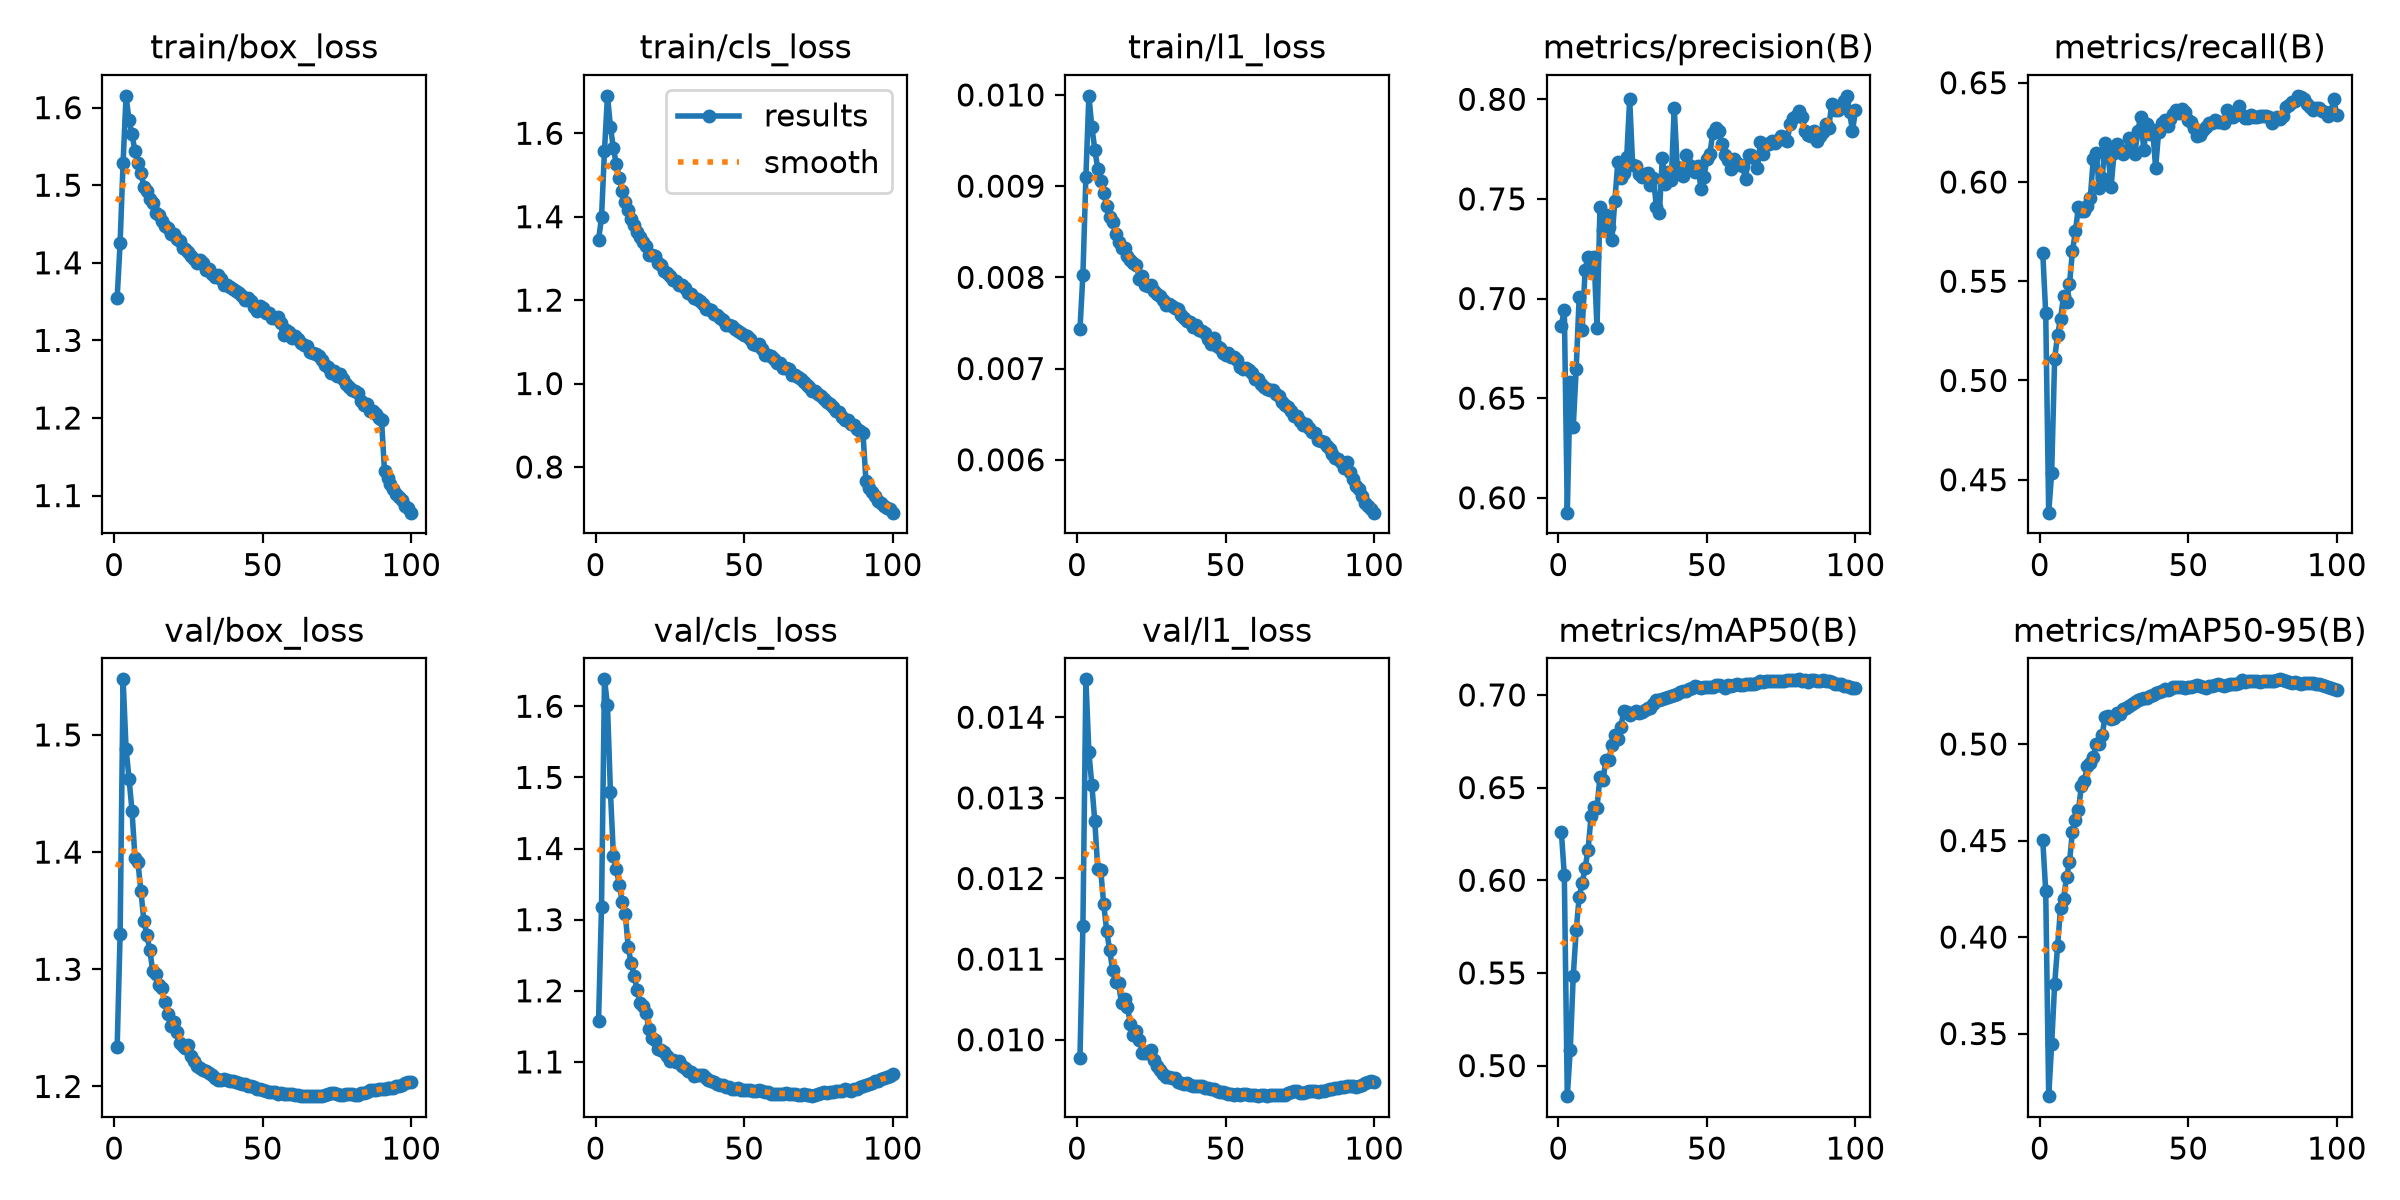 train/box_loss
1.6
1.5
1.4
1.3
1.2
1.1
0 50 100
train/cls_loss
results
smooth
1.6
1.4
1.2
1.0
0.8
0 50 100
train/l1_loss
0.010
0.009
0.008
0.007
0.006
0 50 100
metrics/precision(B)
0.80
0.75
0.70
0.65
0.60
0 50 100
metrics/recall(B)
0.65
0.60
0.55
0.50
0.45
0 50 100
val/box_loss
1.5
1.4
1.3
1.2
0 50 100
val/cls_loss
1.6
1.5
1.4
1.3
1.2
1.1
0 50 100
val/l1_loss
0.014
0.013
0.012
0.011
0.010
0 50 100
metrics/mAP50(B)
0.70
0.65
0.60
0.55
0.50
0 50 100
metrics/mAP50-95(B)
0.50
0.45
0.40
0.35
0 50 100